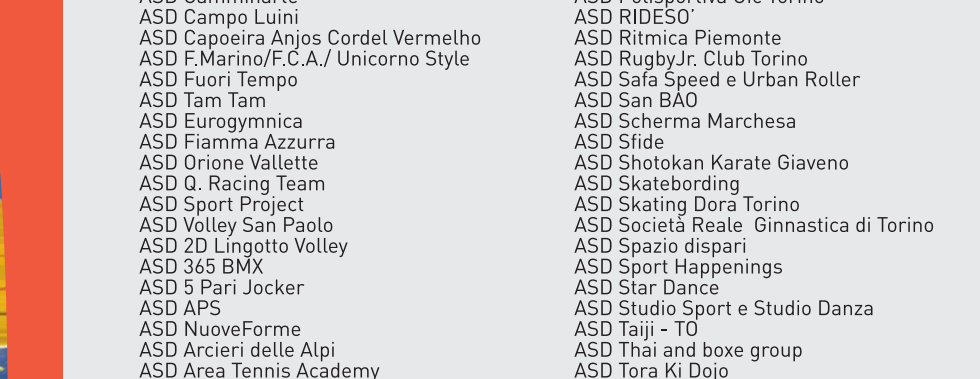 ASD Campo Luini
ASD Capoeira Anjos Cordel Vermelho
ASD F.Marino/F.C.A./ Unicorno Style
ASD Fuori Tempo
ASD Tam Tam
ASD Eurogymnica
ASD Fiamma Azzurra
ASD Orione Vallette
ASD Q. Racing Team
ASD Sport Project
ASD Volley San Paolo
ASD 2D Lingotto Volley
ASD 365 BMX
ASD 5 Pari Jocker
ASD APS
ASD NuoveForme
ASD Arcieri delle Alpi
ASD Area Tennis Academy
ASD RIDESO'
ASD Ritmica Piemonte
ASD RugbyJr. Club Torino
ASD Safa Speed e Urban Roller
ASD San BAO
ASD Scherma Marchesa
ASD Sfide
ASD Shotokan Karate Giaveno
ASD Skatebording
ASD Skating Dora Torino
ASD Società Reale  Ginnastica di Torino
ASD Spazio dispari
ASD Sport Happenings
ASD Star Dance
ASD Studio Sport e Studio Danza
ASD Taiji - TO
ASD Thai and boxe group
ASD Tora Ki Dojo